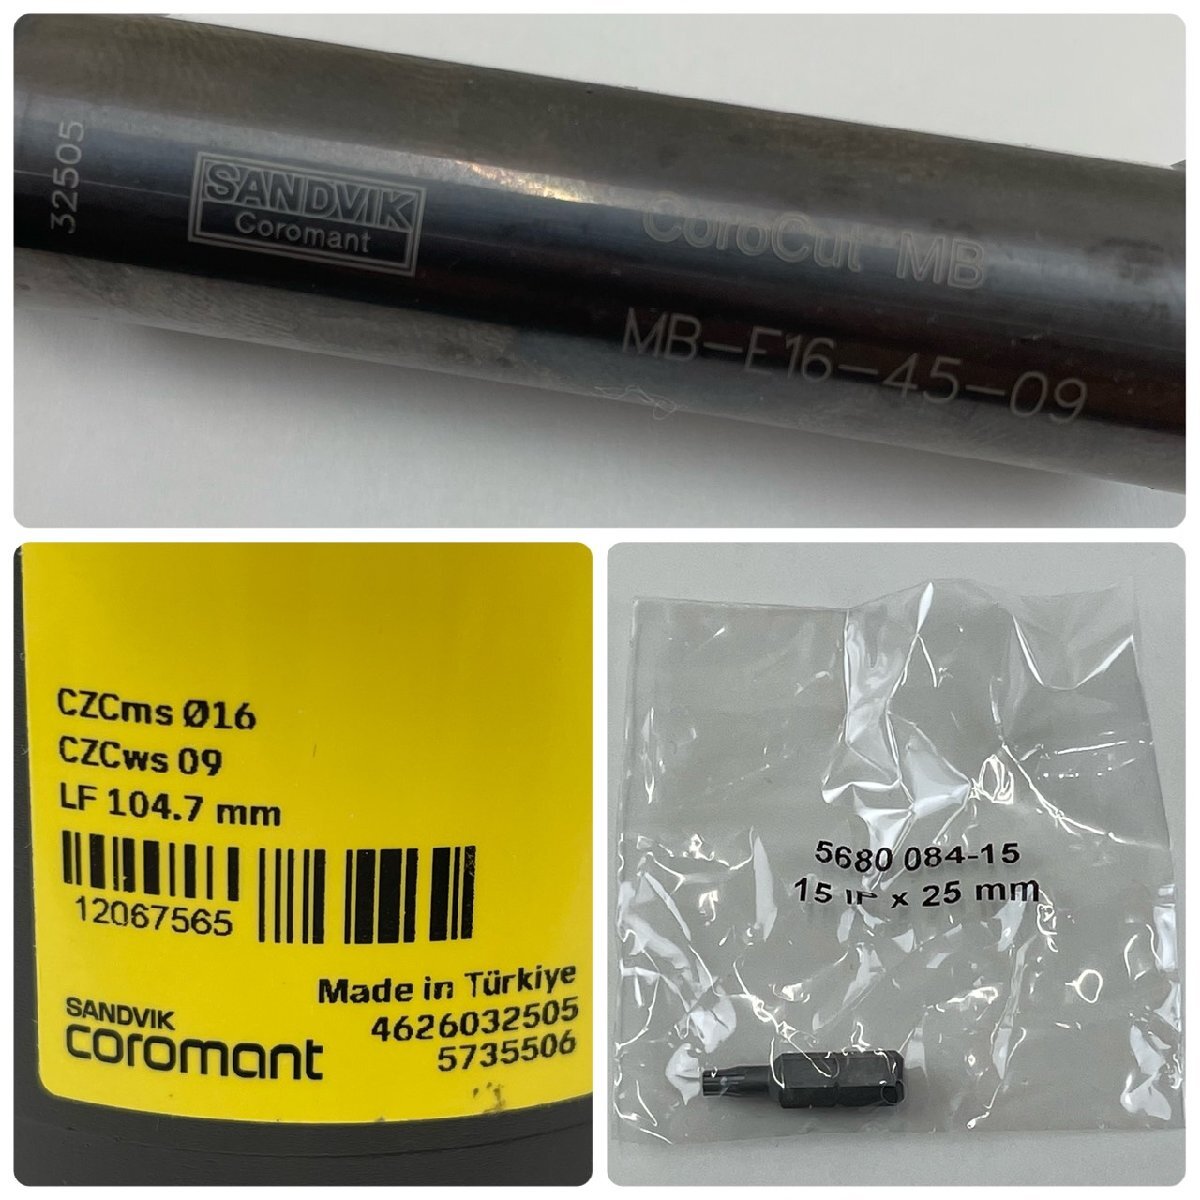 32505
SANDVIK
Coromant
CoroCut™ MB
MB-E16-45-09
CZCms Ø16
CZCws 09
LF 104.7 mm
12067565
Made in Türkiye
4626032505
5735506
SANDVIK
coromant
5680 084-15
15 IP x 25 mm